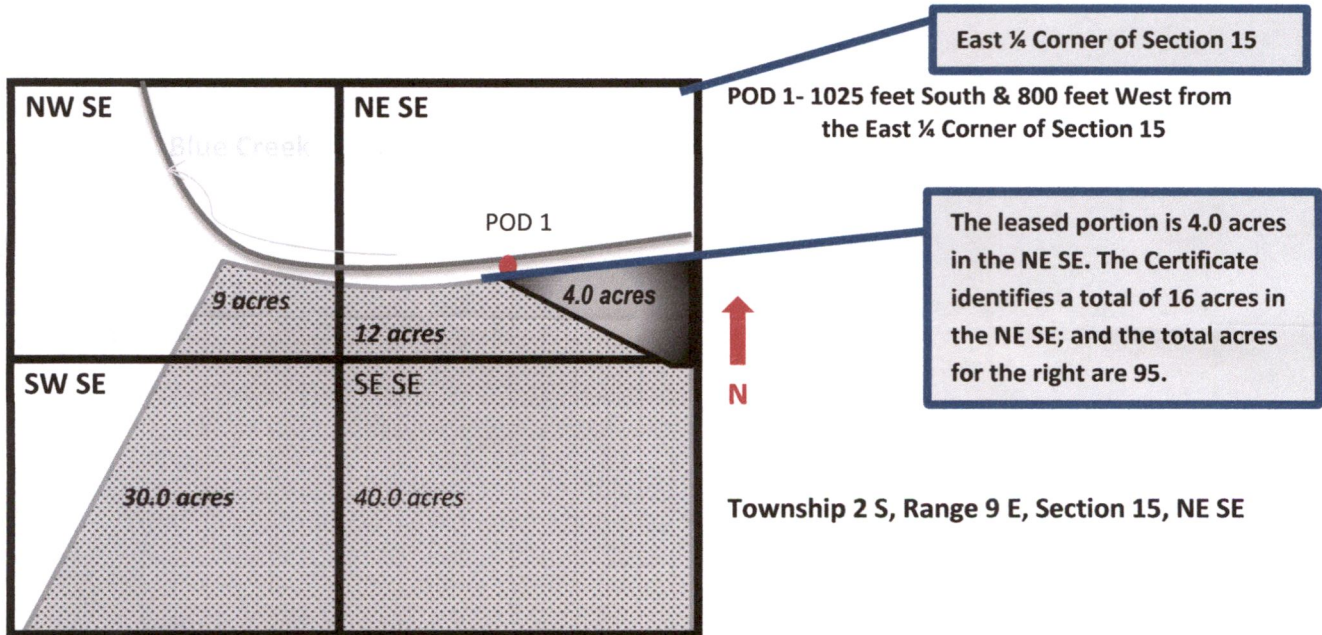 East ¼ Corner of Section 15
POD 1- 1025 feet South & 800 feet West from
the East ¼ Corner of Section 15
NW SE
NE SE
Blue Creek
POD 1
9 acres
12 acres
4.0 acres
The leased portion is 4.0 acres
in the NE SE. The Certificate
identifies a total of 16 acres in
the NE SE; and the total acres
for the right are 95.
N
SW SE
SE SE
30.0 acres
40.0 acres
Township 2 S, Range 9 E, Section 15, NE SE